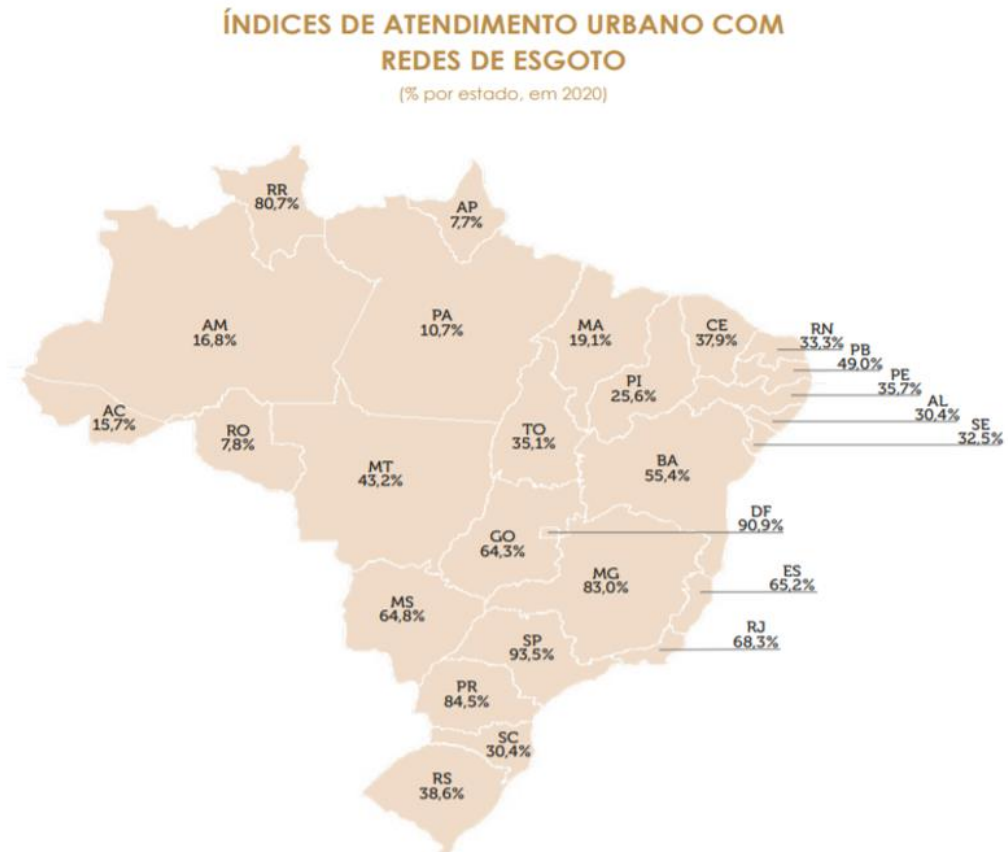 ÍNDICES DE ATENDIMENTO URBANO COM
REDES DE ESGOTO
(% por estado, em 2020)
RR
80,7%
AP
7,7%
AM
16,8%
PA
10,7%
MA
19,1%
CE
37,9%
RN
33,3%
PB
49,0%
PE
35,7%
AL
30,4%
SE
32,5%
PI
25,6%
AC
15,7%
RO
7,8%
TO
35,1%
MT
43,2%
BA
55,4%
DF
90,9%
GO
64,3%
MG
83,0%
ES
65,2%
MS
64,8%
RJ
68,3%
SP
93,5%
PR
84,5%
SC
30,4%
RS
38,6%